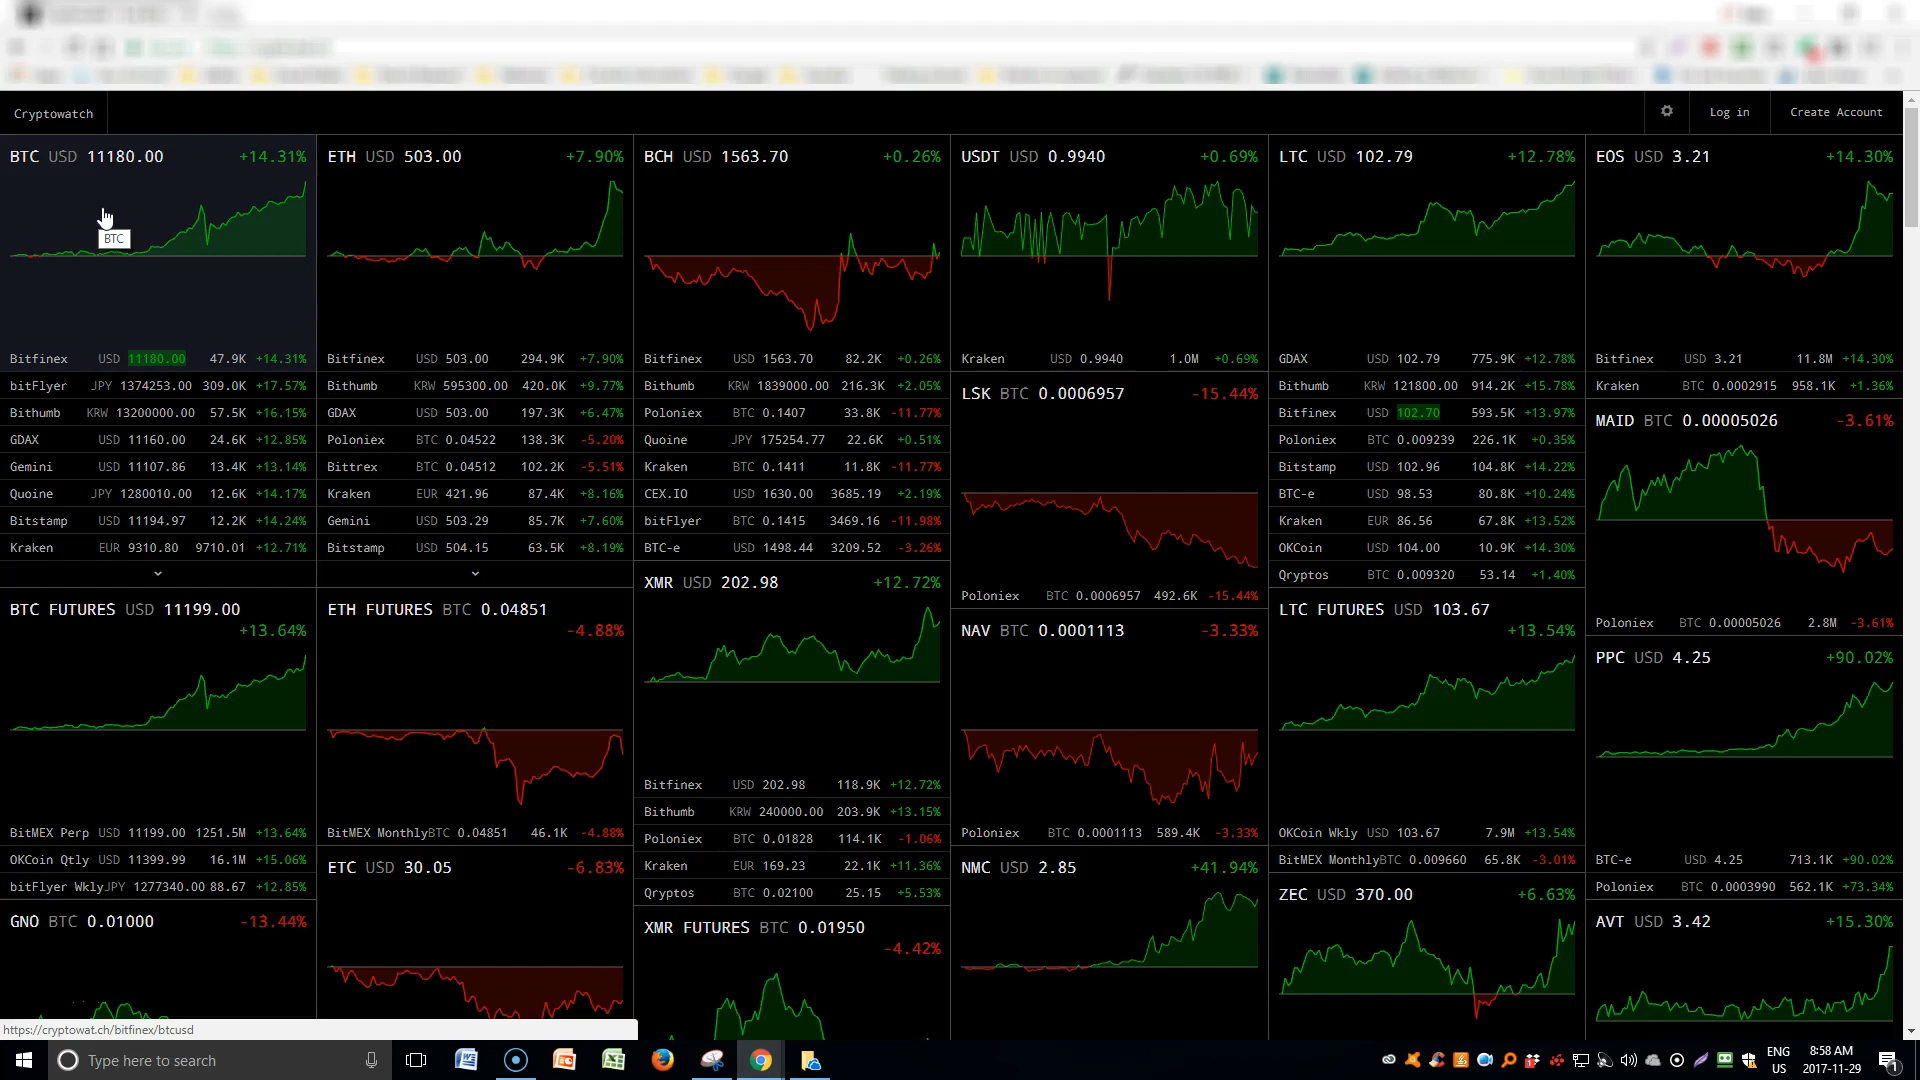 Cryptowatch
Log in
Create Account
BTC USD 11180.00 +14.31%
BTC
Bitfinex USD 11180.00 47.9K +14.31%
bitFlyer JPY 1374253.00 309.0K +17.57%
Bithumb KRW 13200000.00 57.5K +16.15%
GDAX USD 11160.00 24.6K +12.85%
Gemini USD 11107.86 13.4K +13.14%
Quoine JPY 1280010.00 12.6K +14.17%
Bitstamp USD 11194.97 12.2K +14.24%
Kraken EUR 9310.80 9710.01 +12.71%
BTC FUTURES USD 11199.00
+13.64%
BitMEX Perp USD 11199.00 1251.5M +13.64%
OKCoin Qtly USD 11399.99 16.1M +15.06%
bitFlyer WklyJPY 1277340.00 88.67 +12.85%
GNO BTC 0.01000 -13.44%
ETH USD 503.00 +7.90%
Bitfinex USD 503.00 294.9K +7.90%
Bithumb KRW 595300.00 420.0K +9.77%
GDAX USD 503.00 197.3K +6.47%
Poloniex BTC 0.04522 138.3K -5.20%
Bittrex BTC 0.04512 102.2K -5.51%
Kraken EUR 421.96 87.4K +8.16%
Gemini USD 503.29 85.7K +7.60%
Bitstamp USD 504.15 63.5K +8.19%
ETH FUTURES BTC 0.04851
-4.88%
BitMEX MonthlyBTC 0.04851 46.1K -4.88%
ETC USD 30.05 -6.83%
BCH USD 1563.70 +0.26%
Bitfinex USD 1563.70 82.2K +0.26%
Bithumb KRW 1839000.00 216.3K +2.05%
Poloniex BTC 0.1407 33.8K -11.77%
Quoine JPY 175254.77 22.6K +0.51%
Kraken BTC 0.1411 11.8K -11.77%
CEX.IO USD 1630.00 3685.19 +2.19%
bitFlyer BTC 0.1415 3469.16 -11.98%
BTC-e USD 1498.44 3209.52 -3.26%
XMR USD 202.98 +12.72%
Bitfinex USD 202.98 118.9K +12.72%
Bithumb KRW 240000.00 203.9K +13.15%
Poloniex BTC 0.01828 114.1K -1.06%
Kraken EUR 169.23 22.1K +11.36%
Qryptos BTC 0.02100 25.15 +5.53%
XMR FUTURES BTC 0.01950
-4.42%
USDT USD 0.9940 +0.69%
Kraken USD 0.9940 1.0M +0.69%
LSK BTC 0.0006957 -15.44%
Poloniex BTC 0.0006957 492.6K -15.44%
NAV BTC 0.0001113 -3.33%
Poloniex BTC 0.0001113 589.4K -3.33%
NMC USD 2.85 +41.94%
LTC USD 102.79 +12.78%
GDAX USD 102.79 775.9K +12.78%
Bithumb KRW 121800.00 914.2K +15.78%
Bitfinex USD 102.70 593.5K +13.97%
Poloniex BTC 0.009239 226.1K +0.35%
Bitstamp USD 102.96 104.8K +14.22%
BTC-e USD 98.53 80.8K +10.24%
Kraken EUR 86.56 67.8K +13.52%
OKCoin USD 104.00 10.9K +14.30%
Qryptos BTC 0.009320 53.14 +1.40%
LTC FUTURES USD 103.67
+13.54%
OKCoin Wkly USD 103.67 7.9M +13.54%
BitMEX MonthlyBTC 0.009660 65.8K -3.01%
ZEC USD 370.00 +6.63%
EOS USD 3.21 +14.30%
Bitfinex USD 3.21 11.8M +14.30%
Kraken BTC 0.0002915 958.1K +1.36%
MAID BTC 0.00005026 -3.61%
Poloniex BTC 0.00005026 2.8M -3.61%
PPC USD 4.25 +90.02%
BTC-e USD 4.25 713.1K +90.02%
Poloniex BTC 0.0003990 562.1K +73.34%
AVT USD 3.42 +15.30%
https://cryptowat.ch/bitfinex/btcusd
Type here to search
ENG
US
8:58 AM
2017-11-29
1